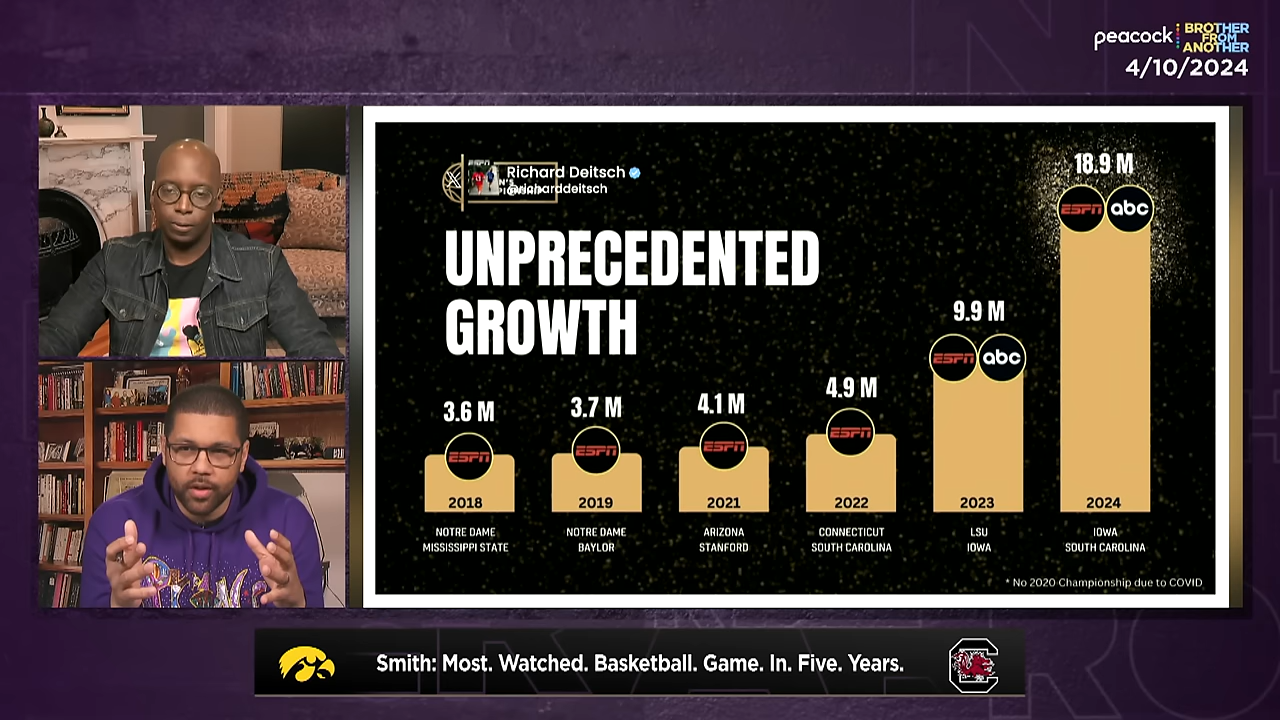 peacock
BROTHER
FROM
ANOTHER
4/10/2024
Richard Deitsch
@richarddeitsch
UNPRECEDENTED
GROWTH
3.6 M
ESPN
2018
NOTRE DAME
MISSISSIPPI STATE
3.7 M
ESPN
2019
NOTRE DAME
BAYLOR
4.1 M
ESPN
2021
ARIZONA
STANFORD
4.9 M
ESPN
2022
CONNECTICUT
SOUTH CAROLINA
9.9 M
ESPN abc
2023
LSU
IOWA
18.9 M
ESPN abc
2024
IOWA
SOUTH CAROLINA
* No 2020 Championship due to COVID
Smith: Most. Watched. Basketball. Game. In. Five. Years.